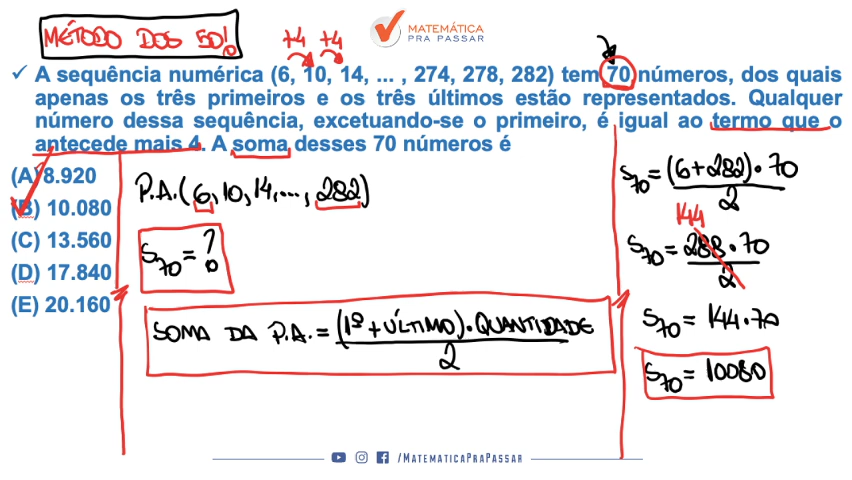 MÉTODO DOS 50!
MATEMÁTICA
PRA PASSAR
+4 +4
✓ A sequência numérica (6, 10, 14, ... , 274, 278, 282) tem 70 números, dos quais
apenas os três primeiros e os três últimos estão representados. Qualquer
número dessa sequência, excetuando-se o primeiro, é igual ao termo que o
antecede mais 4. A soma desses 70 números é
(A) 8.920
(B) 10.080
(C) 13.560
(D) 17.840
(E) 20.160
P.A.(6, 10, 14, ..., 282)
S70 = ?
SOMA DA P.A. = (1º + ÚLTIMO) . QUANTIDADE
2
S70 = (6+282) . 70
2
144
S70 = 288 . 70
2
S70 = 144 . 70
S70 = 10080
/MATEMATICAPRAPASSAR